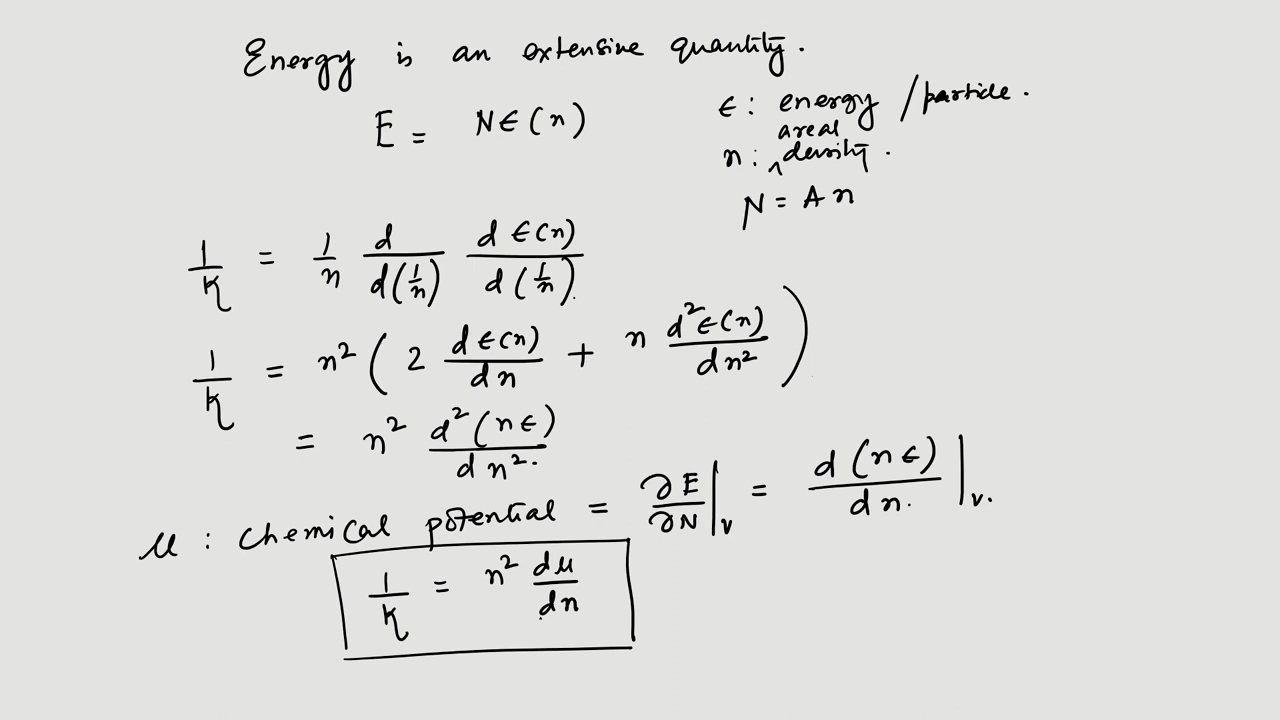 Energy is an extensive quantity.
E = Nϵ(n)
ϵ: energy /particle.
n: areal density.
N = A n
1/K = 1/n d/d(1/n) dϵ(n)/d(1/n).
1/K = n² ( 2 dϵ(n)/dn + n d²ϵ(n)/dn² )
= n² d²(nϵ)/dn².
μ : Chemical potential = ∂E/∂N |v = d(nϵ)/dn. |v.
1/K = n² dμ/dn